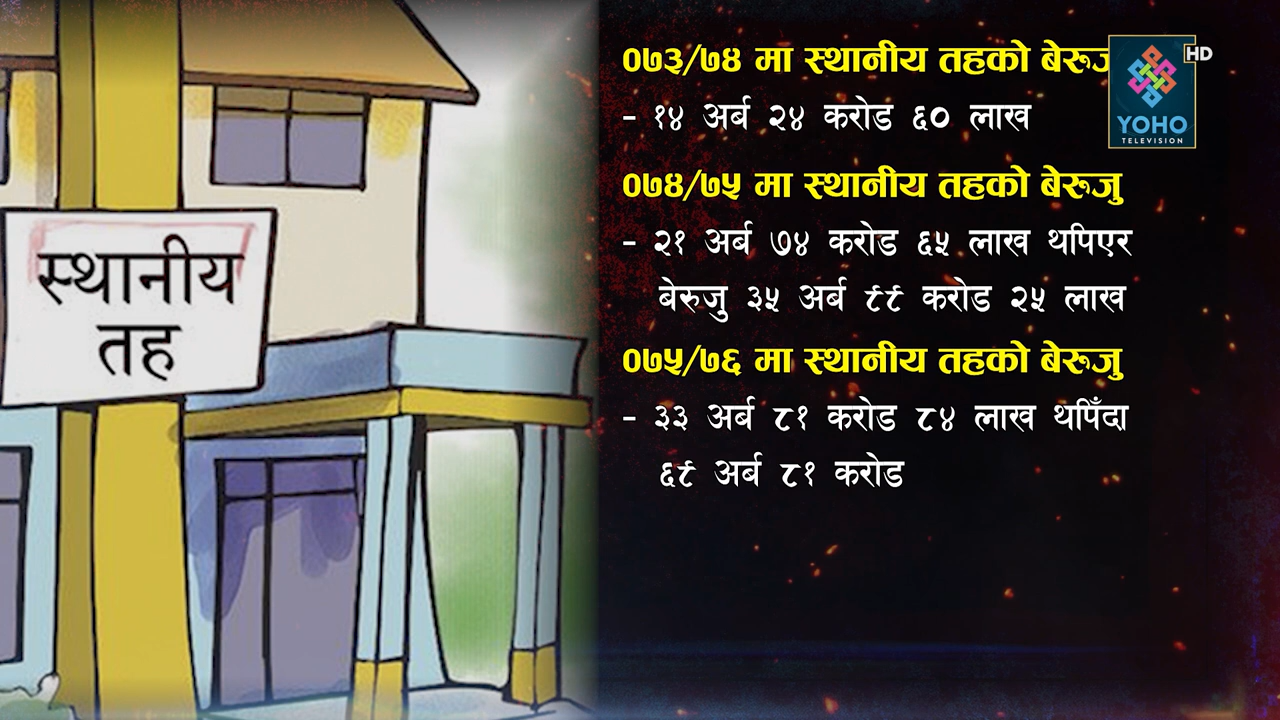 स्थानीय
तह
०७३/७४ मा स्थानीय तहको बेरुजु
- १४ अर्ब २४ करोड ६० लाख
०७४/७५ मा स्थानीय तहको बेरुजु
- २१ अर्ब ७४ करोड ६५ लाख थपिएर
बेरुजु ३५ अर्ब ९९ करोड २५ लाख
०७५/७६ मा स्थानीय तहको बेरुजु
- ३३ अर्ब ८१ करोड ८४ लाख थपिँदा
६९ अर्ब ८१ करोड
HD
YOHO
TELEVISION